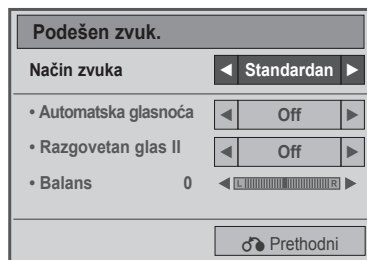 Podešen zvuk.
Način zvuka ◄ Standardan ►
• Automatska glasnoća ◄ Off ►
• Razgovetan glas II ◄ Off ►
• Balans 0 ◄ L R ►
Prethodni